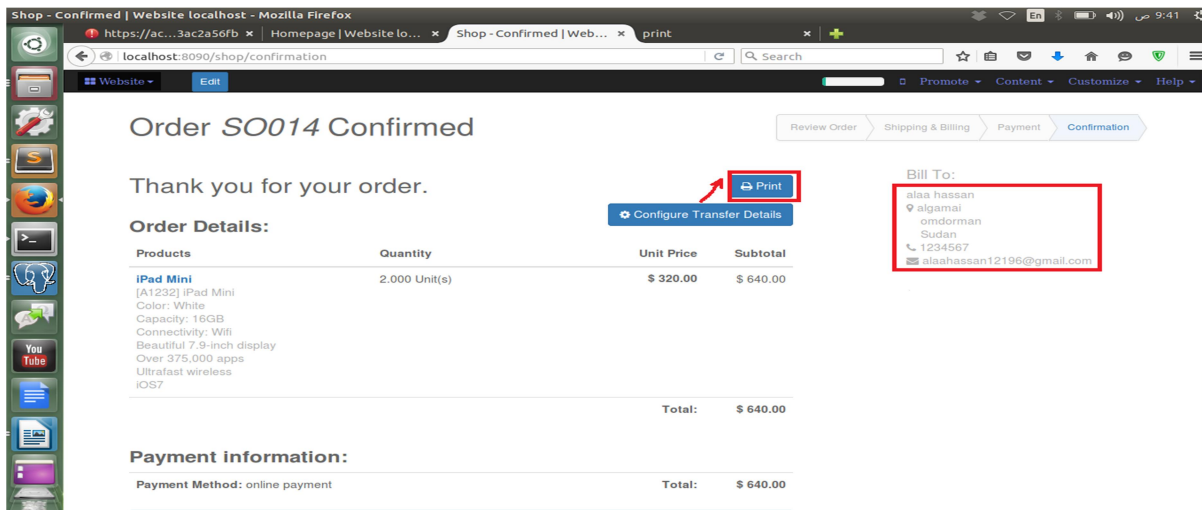 Shop - Confirmed | Website localhost - Mozilla Firefox
En
9:41 ص
https://ac...3ac2a56fb × Homepage | Website lo... × Shop - Confirmed | Web... × print ×
localhost:8090/shop/confirmation
Search
Website Edit Promote Content Customize Help
Order SO014 Confirmed
Review Order Shipping & Billing Payment Confirmation
Thank you for your order.
Print
Configure Transfer Details
Bill To:
alaa hassan
algamai
omdorman
Sudan
1234567
alaahassan12196@gmail.com
Order Details:
Products Quantity Unit Price Subtotal
iPad Mini 2.000 Unit(s) $ 320.00 $ 640.00
[A1232] iPad Mini
Color: White
Capacity: 16GB
Connectivity: Wifi
Beautiful 7.9-inch display
Over 375,000 apps
Ultrafast wireless
iOS7
Total: $ 640.00
Payment information:
Payment Method: online payment Total: $ 640.00
You
Tube